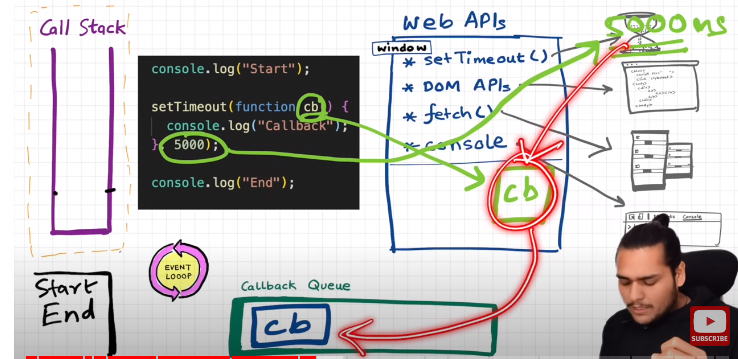 Call Stack
console.log("Start");
setTimeout(function cb() {
console.log("Callback");
}, 5000);
console.log("End");
Web APIs
window
* setTimeout()
* DOM APIs
* fetch()
* console
5000ms
cb
Console
EVENT
LOOOP
Start
End
Callback Queue
cb
SUBSCRIBE